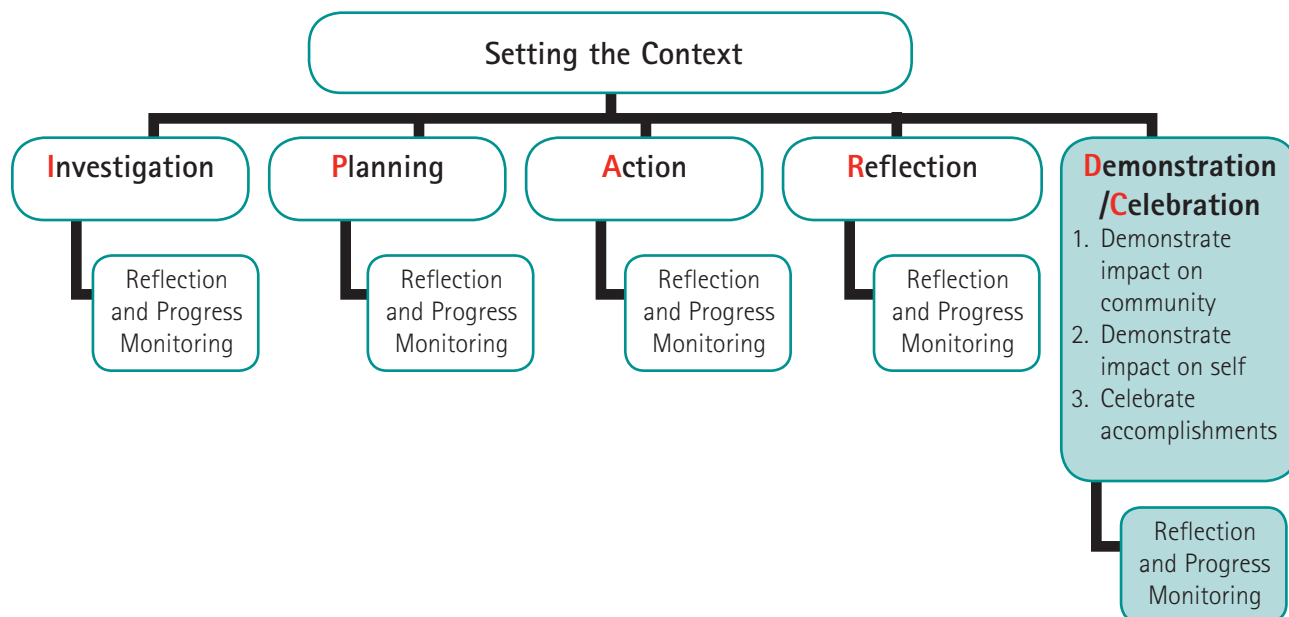 Setting the Context
Investigation
Reflection
and Progress
Monitoring
Planning
Reflection
and Progress
Monitoring
Action
Reflection
and Progress
Monitoring
Reflection
Reflection
and Progress
Monitoring
Demonstration
/Celebration
1. Demonstrate
impact on
community
2. Demonstrate
impact on self
3. Celebrate
accomplishments
Reflection
and Progress
Monitoring